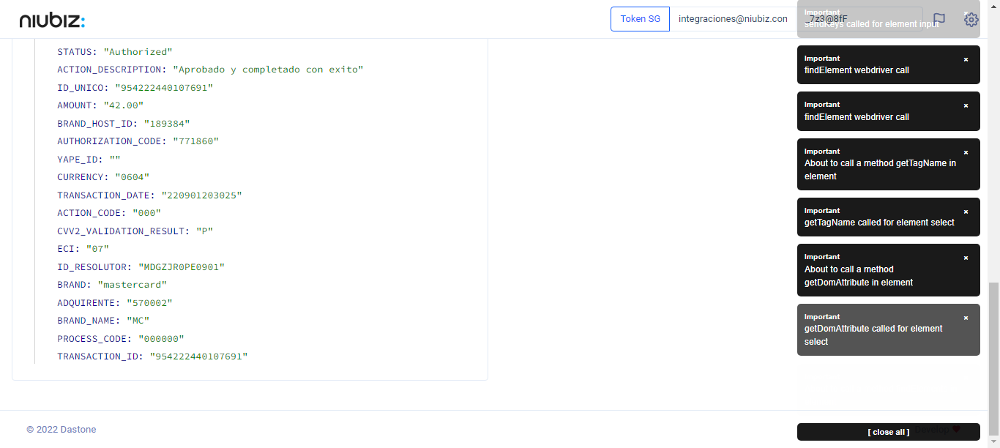 niubiz:
Token SG
integraciones@niubiz.con
_7z3@8fF
STATUS: "Authorized"
ACTION_DESCRIPTION: "Aprobado y completado con exito"
ID_UNICO: "954222440107691"
AMOUNT: "42.00"
BRAND_HOST_ID: "189384"
AUTHORIZATION_CODE: "771860"
YAPE_ID: ""
CURRENCY: "0604"
TRANSACTION_DATE: "220901203025"
ACTION_CODE: "000"
CVV2_VALIDATION_RESULT: "P"
ECI: "07"
ID_RESOLUTOR: "MDGZJR0PE0901"
BRAND: "mastercard"
ADQUIRENTE: "570002"
BRAND_NAME: "MC"
PROCESS_CODE: "000000"
TRANSACTION_ID: "954222440107691"
Important
sendKeys called for element input
Important
findElement webdriver call
Important
findElement webdriver call
Important
About to call a method getTagName in
element
Important
getTagName called for element select
Important
About to call a method
getDomAttribute in element
Important
getDomAttribute called for element
select
[ close all ]
© 2022 Dastone